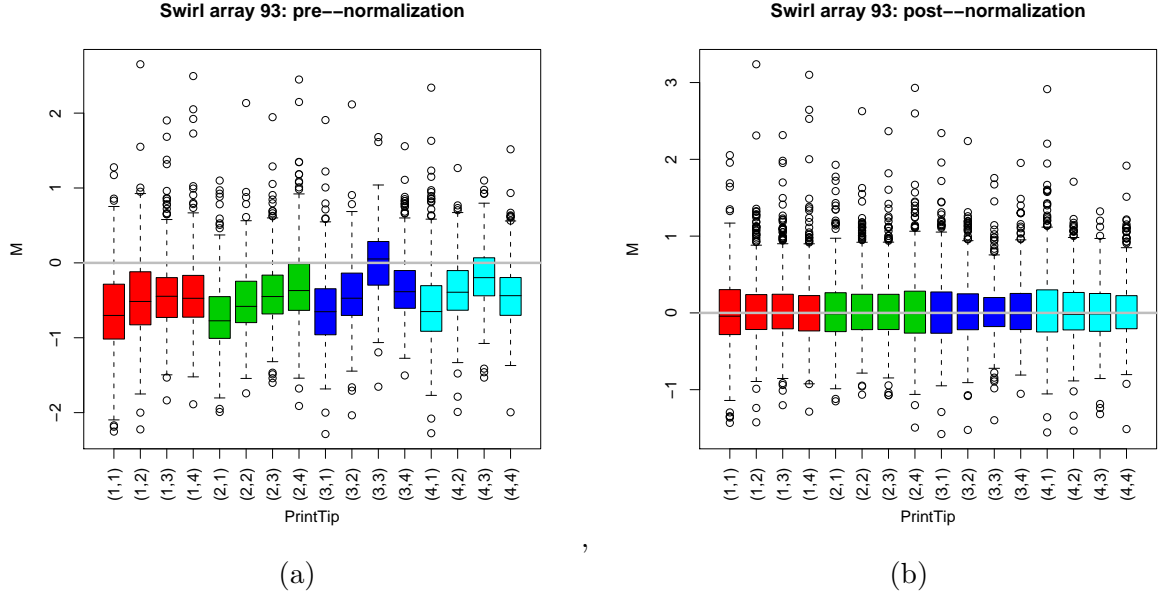 Swirl array 93: pre−−normalization
2
1
0
−1
−2
M
(1,1) (1,2) (1,3) (1,4) (2,1) (2,2) (2,3) (2,4) (3,1) (3,2) (3,3) (3,4) (4,1) (4,2) (4,3) (4,4)
PrintTip
,
(a)
Swirl array 93: post−−normalization
3
2
1
0
−1
M
(1,1) (1,2) (1,3) (1,4) (2,1) (2,2) (2,3) (2,4) (3,1) (3,2) (3,3) (3,4) (4,1) (4,2) (4,3) (4,4)
PrintTip
(b)